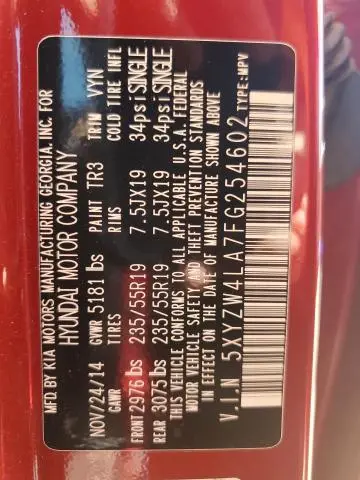 MFD BY KIA MOTORS MANUFACTURING GEORGIA, INC. FOR
HYUNDAI MOTOR COMPANY
NOV/24/14 GVWR 5181 lbs PAINT TR3 TRIM VYN
GAWR TIRES RIMS COLD TIRE INFL
FRONT 2976 lbs 235/55R19 7.5JX19 34psi SINGLE
REAR 3075 lbs 235/55R19 7.5JX19 34psi SINGLE
THIS VEHICLE CONFORMS TO ALL APPLICABLE U.S.A. FEDERAL
MOTOR VEHICLE SAFETY AND THEFT PREVENTION STANDARDS
IN EFFECT ON THE DATE OF MANUFACTURE SHOWN ABOVE.
V.I.N 5XYZW4LA7FG254602 TYPE:MPV